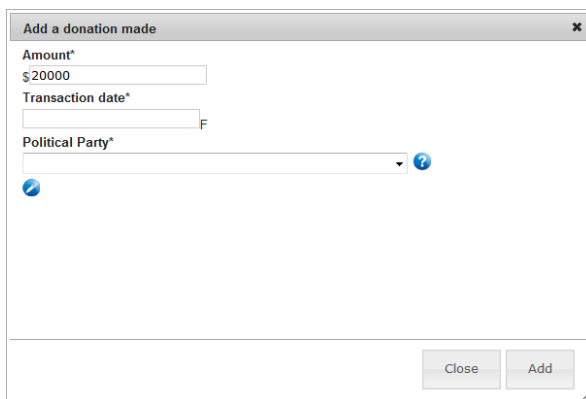 Add a donation made
Amount*
$20000
Transaction date*
F
Political Party*
?
Close Add